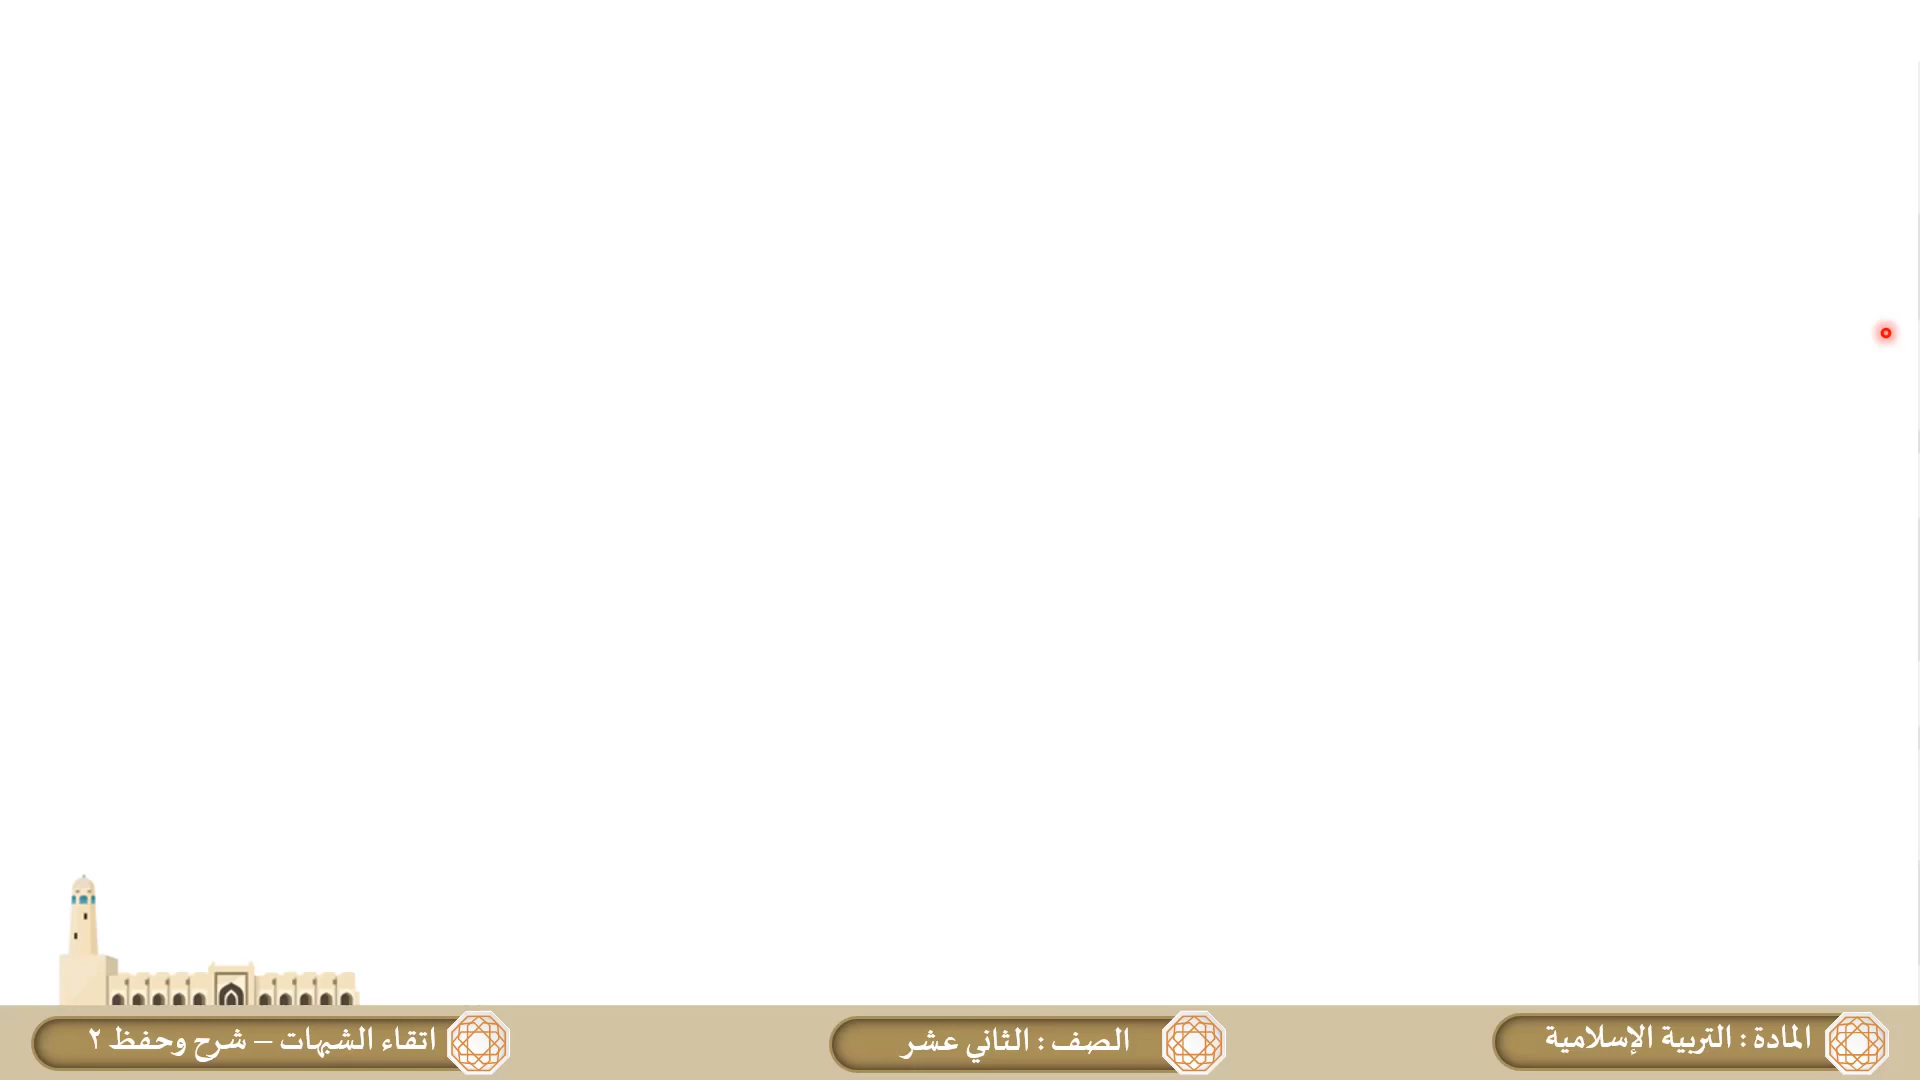 المادة : التربية الإسلامية
الصف : الثاني عشر
اتقاء الشبهات – شرح وحفظ ٢